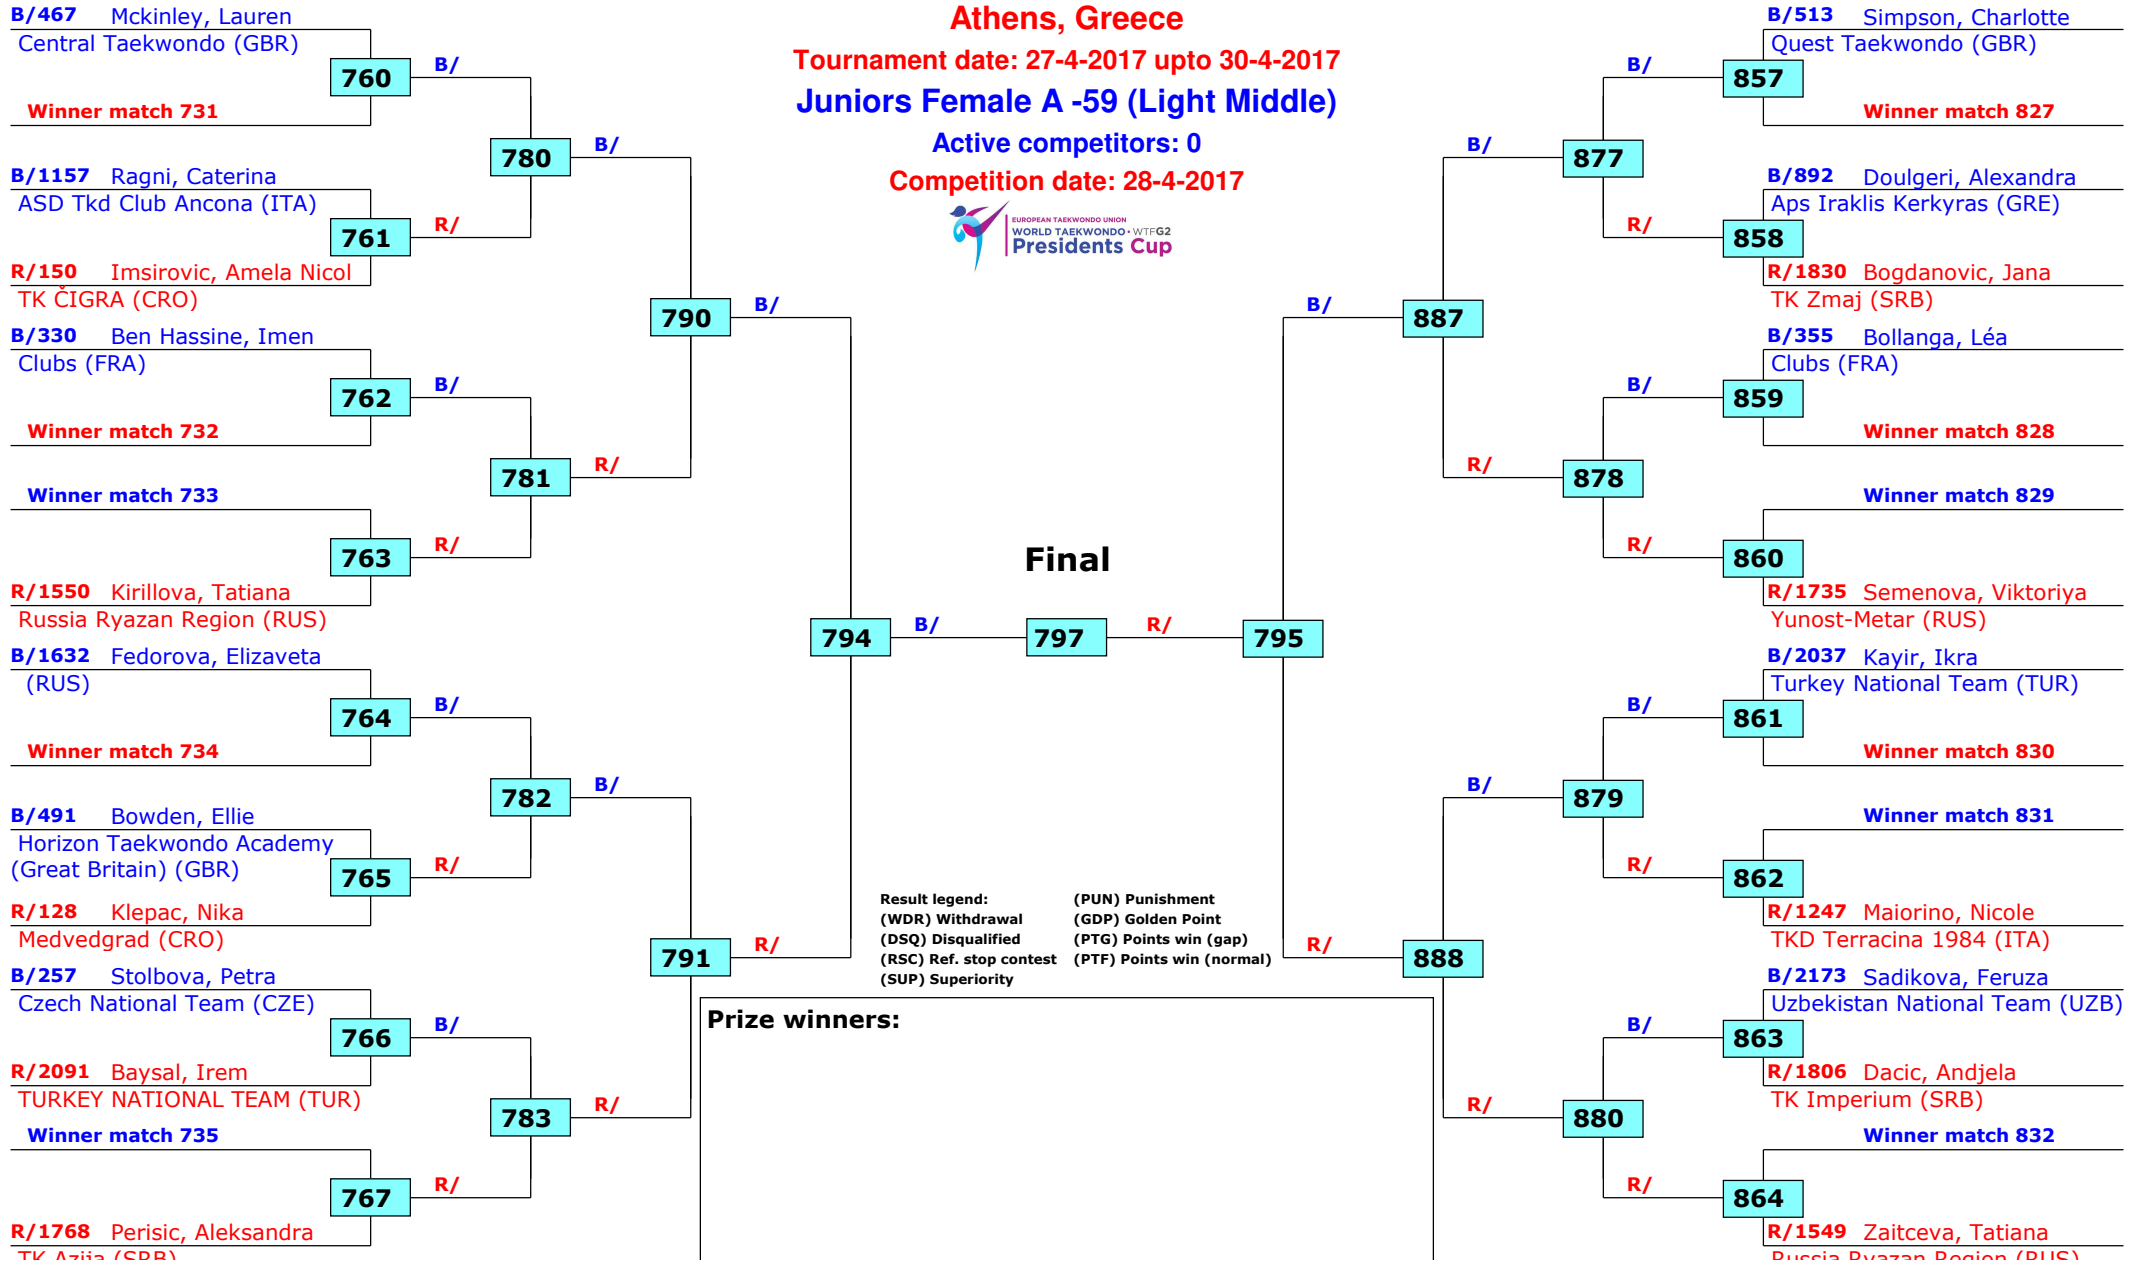 Athens, Greece
Tournament date: 27-4-2017 upto 30-4-2017
Juniors Female A -59 (Light Middle)
Active competitors: 0
Competition date: 28-4-2017
EUROPEAN TAEKWONDO UNION
WORLD TAEKWONDO • WTFG2
Presidents Cup
B/467 Mckinley, Lauren
Central Taekwondo (GBR)
760
B/
Winner match 731
780
B/
B/1157 Ragni, Caterina
ASD Tkd Club Ancona (ITA)
761
R/
R/150 Imsirovic, Amela Nicol
TK ČIGRA (CRO)
790
B/
B/330 Ben Hassine, Imen
Clubs (FRA)
762
B/
Winner match 732
781
R/
Winner match 733
763
R/
R/1550 Kirillova, Tatiana
Russia Ryazan Region (RUS)
794
B/
B/1632 Fedorova, Elizaveta
(RUS)
764
B/
Winner match 734
782
B/
B/491 Bowden, Ellie
Horizon Taekwondo Academy
(Great Britain) (GBR)
765
R/
R/128 Klepac, Nika
Medvedgrad (CRO)
791
R/
B/257 Stolbova, Petra
Czech National Team (CZE)
766
B/
R/2091 Baysal, Irem
TURKEY NATIONAL TEAM (TUR)
783
R/
Winner match 735
767
R/
R/1768 Perisic, Aleksandra
TK Azija (SRB)
Final
797
R/
795
B/513 Simpson, Charlotte
Quest Taekwondo (GBR)
B/
857
Winner match 827
B/
877
B/892 Doulgeri, Alexandra
Aps Iraklis Kerkyras (GRE)
R/
858
R/1830 Bogdanovic, Jana
TK Zmaj (SRB)
B/
887
B/355 Bollanga, Léa
Clubs (FRA)
B/
859
Winner match 828
R/
878
Winner match 829
R/
860
R/1735 Semenova, Viktoriya
Yunost-Metar (RUS)
B/2037 Kayir, Ikra
Turkey National Team (TUR)
B/
861
Winner match 830
B/
879
Winner match 831
R/
862
R/1247 Maiorino, Nicole
TKD Terracina 1984 (ITA)
R/
888
B/2173 Sadikova, Feruza
Uzbekistan National Team (UZB)
B/
863
R/1806 Dacic, Andjela
TK Imperium (SRB)
R/
880
Winner match 832
R/
864
R/1549 Zaitceva, Tatiana
Russia Ryazan Region (RUS)
Result legend:
(WDR) Withdrawal
(DSQ) Disqualified
(RSC) Ref. stop contest
(SUP) Superiority
(PUN) Punishment
(GDP) Golden Point
(PTG) Points win (gap)
(PTF) Points win (normal)
Prize winners: